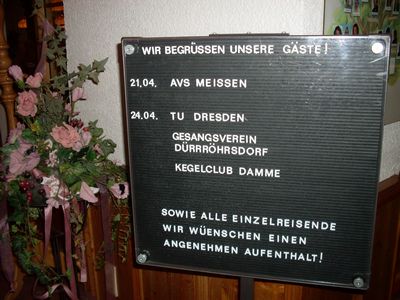 WIR BEGRÜSSEN UNSERE GÄSTE!
21.04. AVS MEISSEN
24.04. TU DRESDEN
GESANGSVEREIN
DÜRRRÖHRSDORF
KEGELCLUB DAMME
SOWIE ALLE EINZELREISENDE
WIR WÜENSCHEN EINEN
ANGENEHMEN AUFENTHALT!